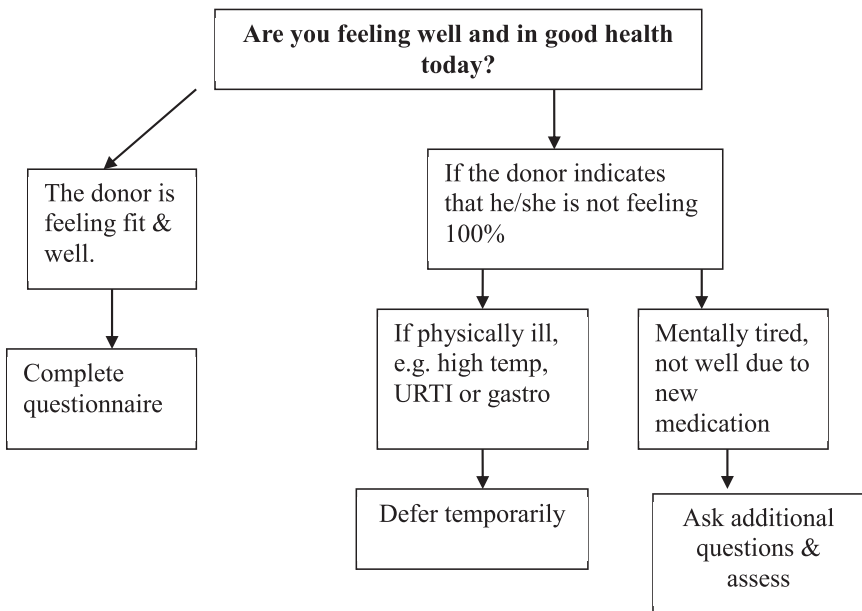 Are you feeling well and in good health
today?
The donor is
feeling fit &
well.
If the donor indicates
that he/she is not feeling
100%
Complete
questionnaire
If physically ill,
e.g. high temp,
URTI or gastro
Mentally tired,
not well due to
new
medication
Defer temporarily
Ask additional
questions &
assess